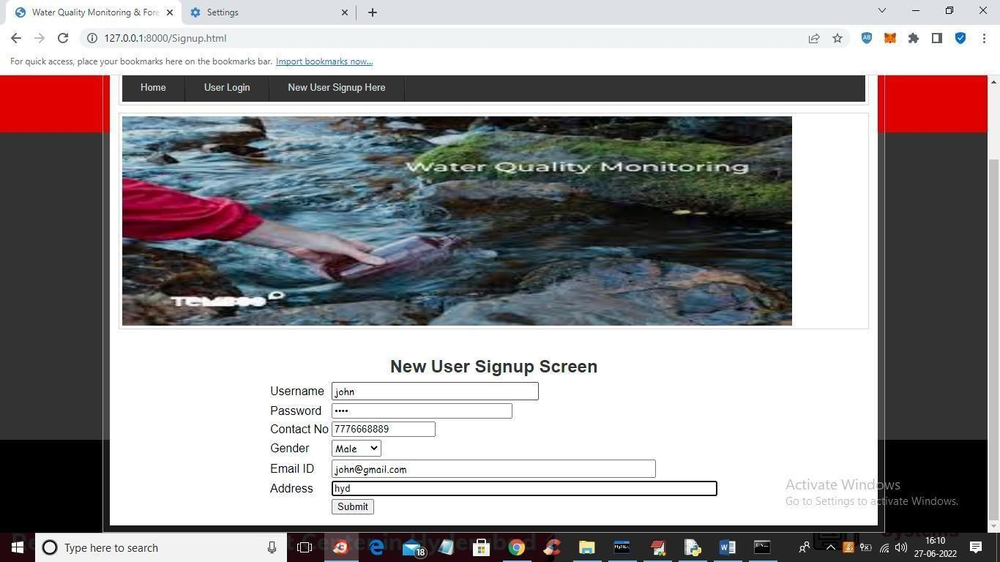 Water Quality Monitoring & Fore
Settings
127.0.0.1:8000/Signup.html
AB
For quick access, place your bookmarks here on the bookmarks bar. Import bookmarks now...
Home User Login New User Signup Here
Water Quality Monitoring
New User Signup Screen
Username john
Password ••••
Contact No 7776668889
Gender Male
Email ID john@gmail.com
Address hyd
Submit
Activate Windows
Go to Settings to activate Windows.
Systems
Type here to search
18
MySQL
16:10
27-06-2022